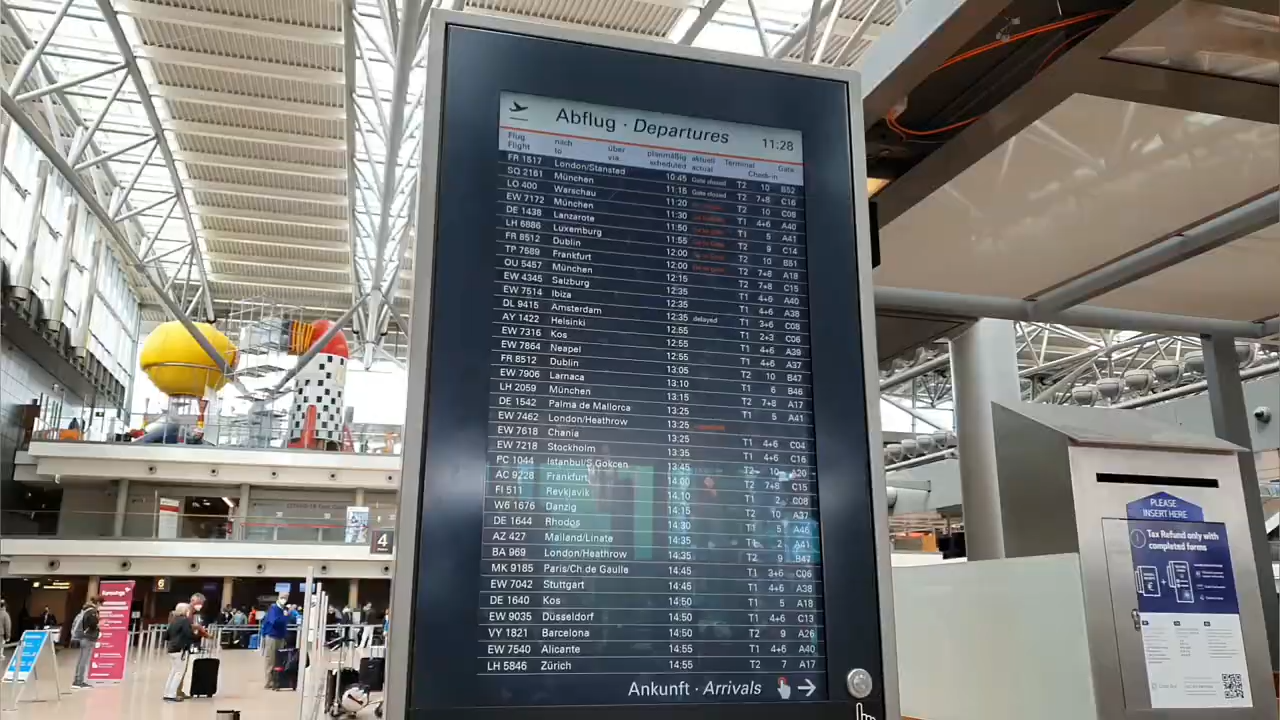 Abflug · Departures 11:28
Flug nach über planmäßig aktuell Terminal Gate
Flight to via scheduled actual Check-in
FR 1517 London/Stansted 10:45 Gate closed T2 10 B52
SQ 2161 München 11:15 Gate closed T2 7+8 C16
LO 400 Warschau 11:20 T2 10 C09
EW 7172 München 11:30 T1 4+6 A40
DE 1438 Lanzarote 11:50 T1 5 A41
LH 6886 Luxemburg 11:55 T2 9 C14
FR 8512 Dublin 12:00 T2 10 B51
TP 7589 Frankfurt 12:00 T2 7+8 A18
OU 5457 München 12:15 T2 7+8 C15
EW 4345 Salzburg 12:35 T1 4+6 A40
EW 7514 Ibiza 12:35 T1 4+6 A38
DL 9415 Amsterdam 12:35 delayed T1 3+6 C08
AY 1422 Helsinki 12:55 T1 2+3 C06
EW 7316 Kos 12:55 T1 4+6 A39
EW 7864 Neapel 12:55 T1 4+6 A37
FR 8512 Dublin 13:05 T2 10 B47
EW 7906 Larnaca 13:10 T1 6 B46
LH 2059 München 13:15 T2 7+8 A17
DE 1542 Palma de Mallorca 13:25 T1 5 A41
EW 7462 London/Heathrow 13:25
EW 7618 Chania 13:25 T1 4+6 C04
EW 7218 Stockholm 13:35 T1 4+6 C16
PC 1044 Istanbul/S.Gokcen 13:45 T2 10 A20
AC 9228 Frankfurt 14:00 T2 7+8 C15
FI 511 Reykjavik 14:10 T1 2 C08
W6 1676 Danzig 14:15 T2 10 A37
DE 1644 Rhodos 14:30 T1 5 A46
AZ 427 Mailand/Linate 14:35 T1 2 A41
BA 969 London/Heathrow 14:35 T2 9 B47
MK 9185 Paris/Ch.de Gaulle 14:45 T1 3+6 C06
EW 7042 Stuttgart 14:45 T1 4+6 A38
DE 1640 Kos 14:50 T1 5 A18
EW 9035 Düsseldorf 14:50 T1 4+6 C13
VY 1821 Barcelona 14:50 T2 9 A26
EW 7540 Alicante 14:55 T1 4+6 A40
LH 5846 Zürich 14:55 T2 7 A17
Ankunft · Arrivals
4
6
PLEASE
INSERT HERE
Tax Refund only with
completed forms